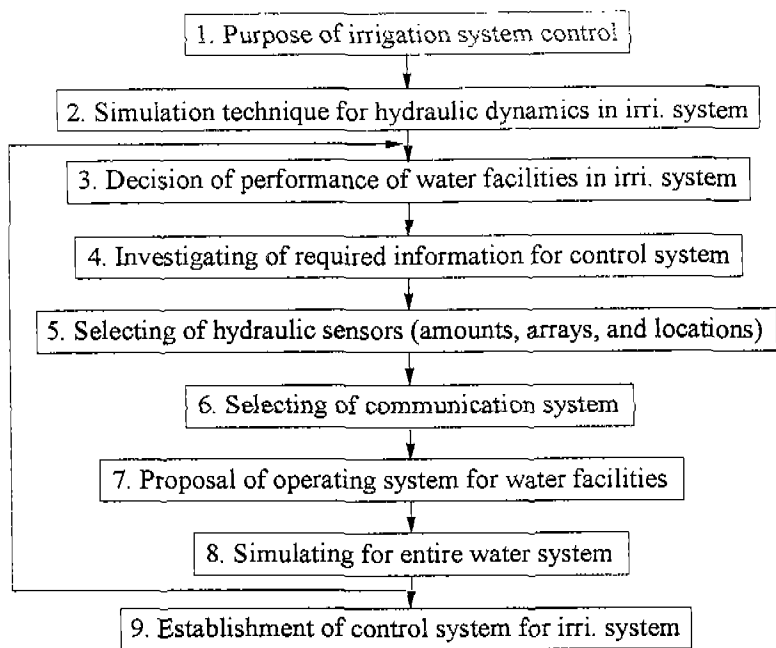 1. Purpose of irrigation system control
2. Simulation technique for hydraulic dynamics in irri. system
3. Decision of performance of water facilities in irri. system
4. Investigating of required information for control system
5. Selecting of hydraulic sensors (amounts, arrays, and locations)
6. Selecting of communication system
7. Proposal of operating system for water facilities
8. Simulating for entire water system
9. Establishment of control system for irri. system